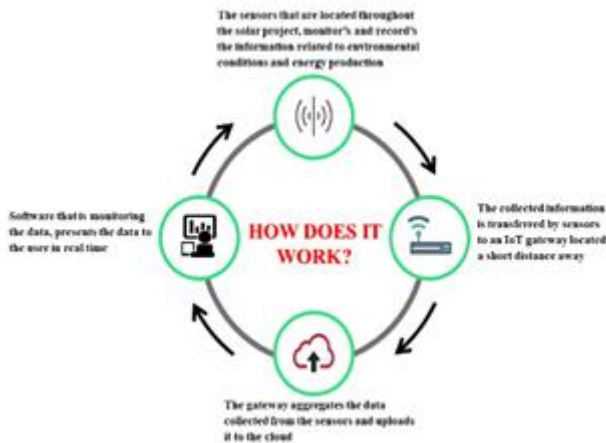 The sensors that are located throughout
the solar project, monitor's and record's
the information related to environmental
conditions and energy production
Software that is monitoring
the data, presents the data to
the user in real time
HOW DOES IT
WORK?
The collected information
is transferred by sensors
to an IoT gateway located
a short distance away
The gateway aggregates the data
collected from the sensors and uploads
it to the cloud